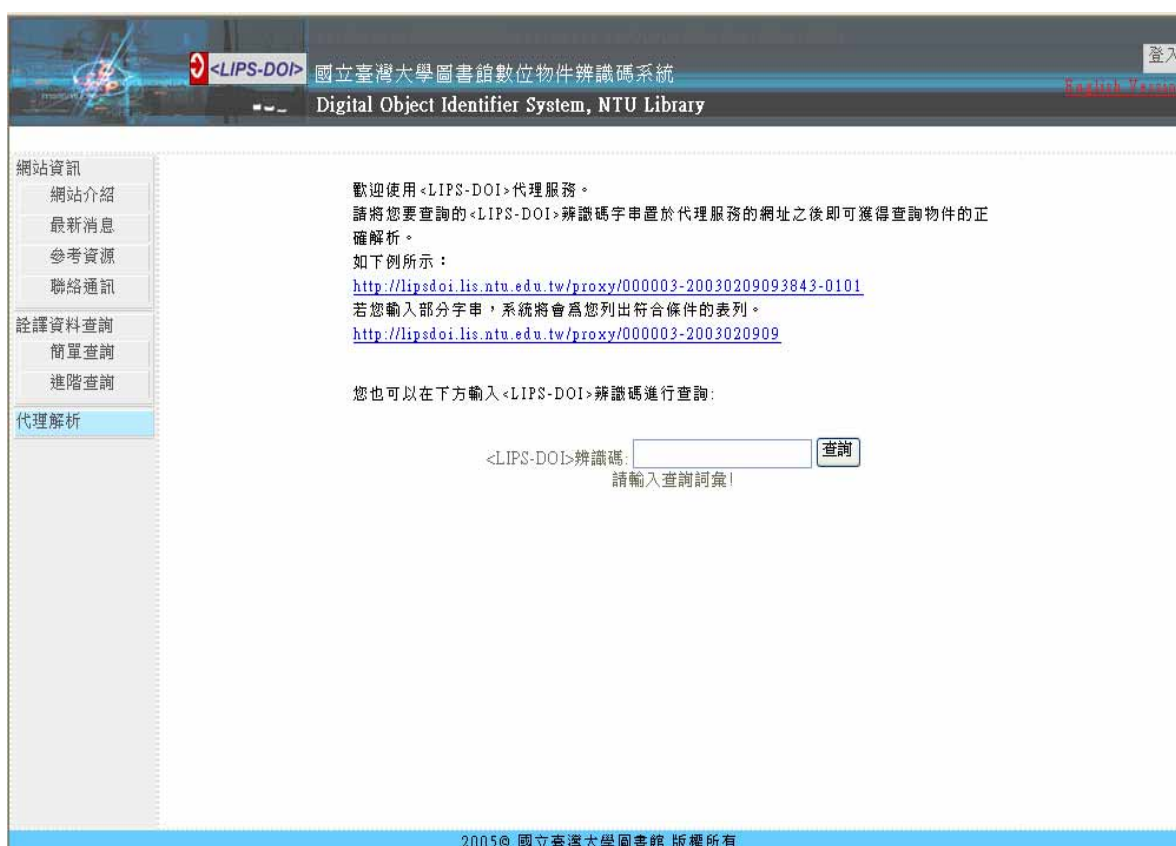 <LIPS-DOI> 國立臺灣大學圖書館數位物件辨識碼系統
Digital Object Identifier System, NTU Library
登入
English Version
網站資訊
網站介紹
最新消息
參考資源
聯絡通訊
詮譯資料查詢
簡單查詢
進階查詢
代理解析
歡迎使用<LIPS-DOI>代理服務。
請將您要查詢的<LIPS-DOI>辨識碼字串置於代理服務的網址之後即可獲得查詢物件的正
確解析。
如下例所示：
http://lipsdoi.lis.ntu.edu.tw/proxy/000003-20030209093843-0101
若您輸入部分字串，系統將會為您列出符合條件的表列。
http://lipsdoi.lis.ntu.edu.tw/proxy/000003-2003020909
您也可以在下方輸入<LIPS-DOI>辨識碼進行查詢:
<LIPS-DOI>辨識碼: 查詢
請輸入查詢詞彙!
2005© 國立臺灣大學圖書館 版權所有